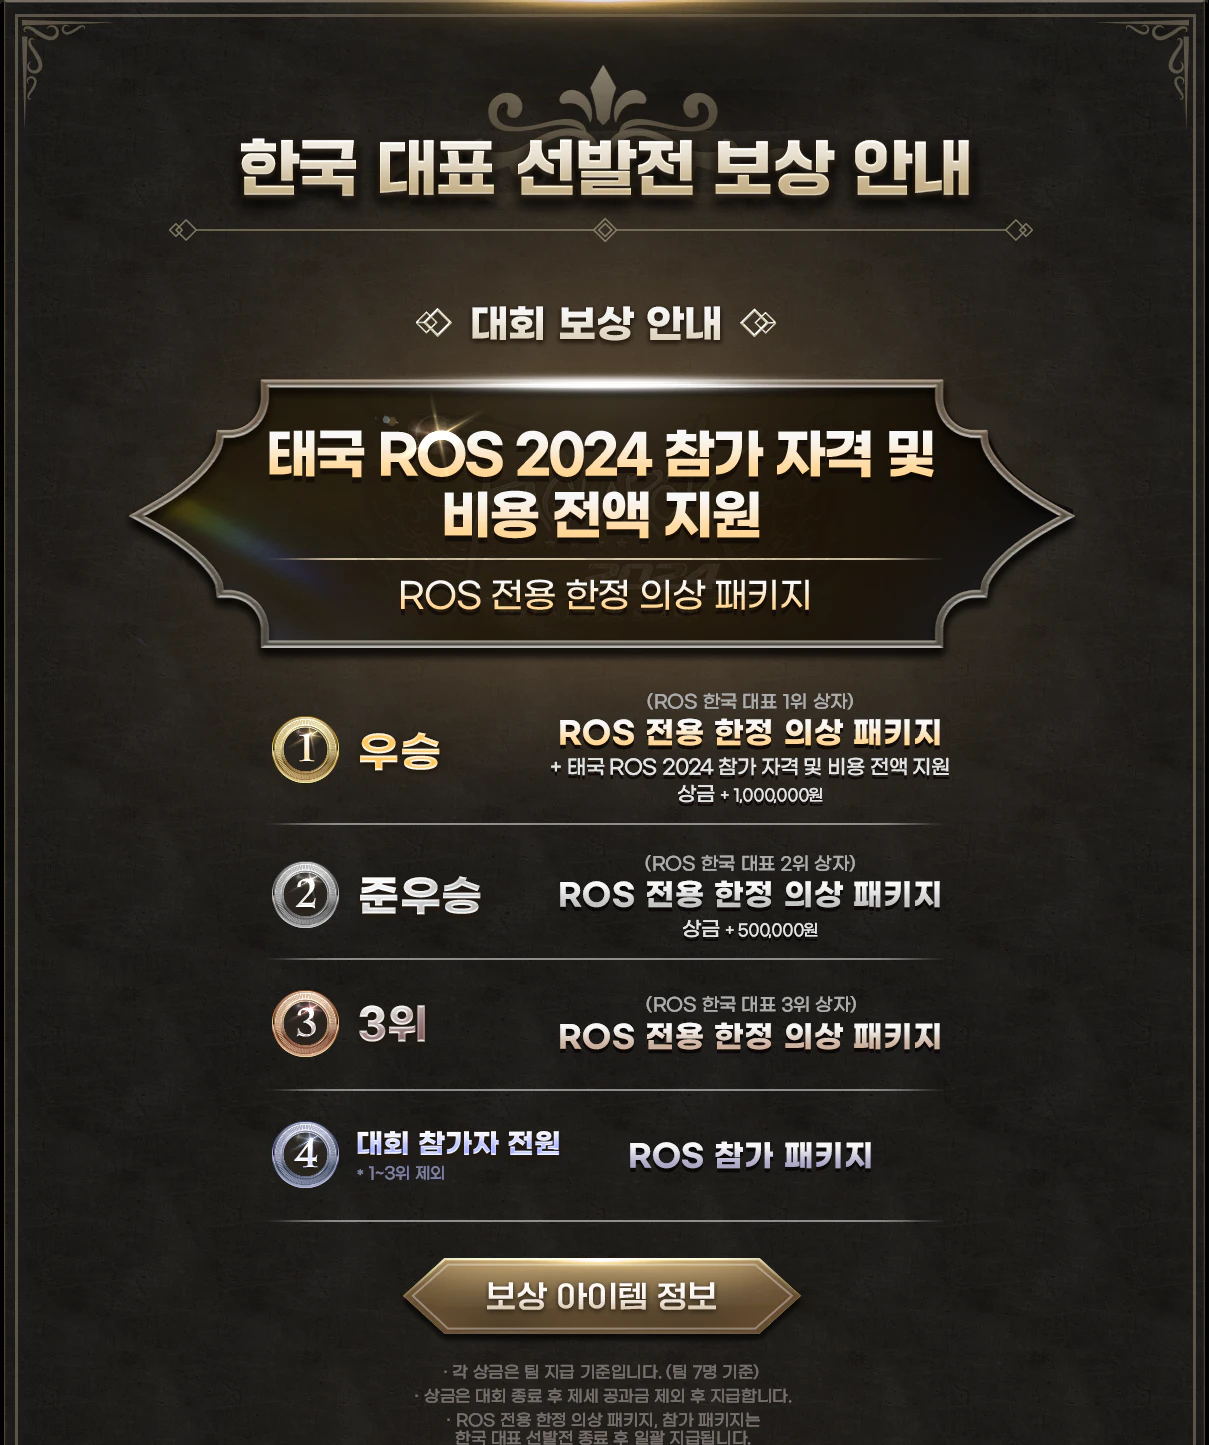 한국 대표 선발전 보상 안내
대회 보상 안내
태국 ROS 2024 참가 자격 및
비용 전액 지원
ROS 전용 한정 의상 패키지
(ROS 한국 대표 1위 상자)
1 우승
ROS 전용 한정 의상 패키지
+ 태국 ROS 2024 참가 자격 및 비용 전액 지원
상금 + 1,000,000원
(ROS 한국 대표 2위 상자)
2 준우승
ROS 전용 한정 의상 패키지
상금 + 500,000원
(ROS 한국 대표 3위 상자)
3 3위
ROS 전용 한정 의상 패키지
4 대회 참가자 전원
* 1~3위 제외
ROS 참가 패키지
보상 아이템 정보
· 각 상금은 팀 지급 기준입니다. (팀 7명 기준)
· 상금은 대회 종료 후 제세 공과금 제외 후 지급합니다.
· ROS 전용 한정 의상 패키지, 참가 패키지는
한국 대표 선발전 종료 후 일괄 지급됩니다.